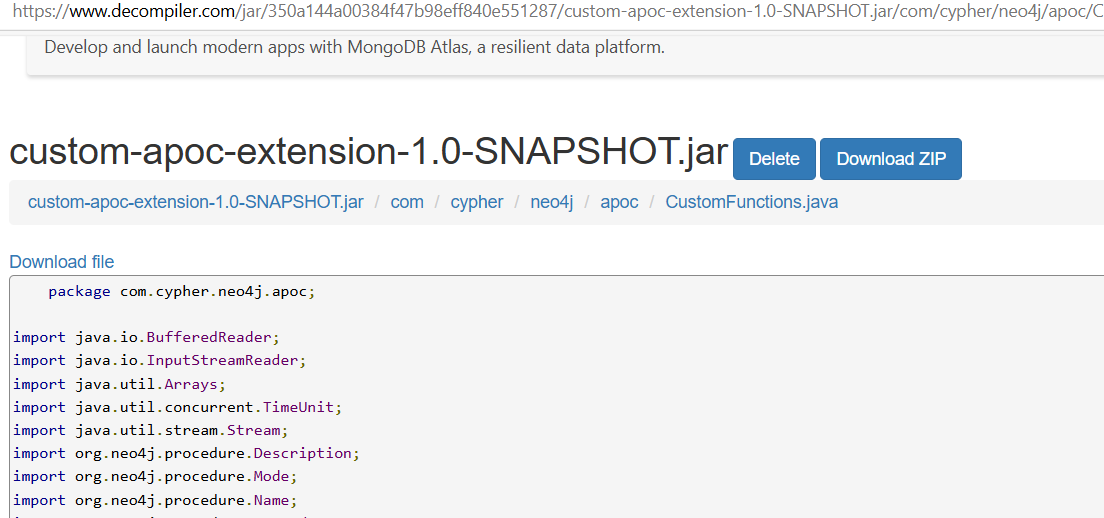 https://www.decompiler.com/jar/350a144a00384f47b98eff840e551287/custom-apoc-extension-1.0-SNAPSHOT.jar/com/cypher/neo4j/apoc/C
Develop and launch modern apps with MongoDB Atlas, a resilient data platform.
custom-apoc-extension-1.0-SNAPSHOT.jar Delete Download ZIP
custom-apoc-extension-1.0-SNAPSHOT.jar / com / cypher / neo4j / apoc / CustomFunctions.java
Download file
package com.cypher.neo4j.apoc;
import java.io.BufferedReader;
import java.io.InputStreamReader;
import java.util.Arrays;
import java.util.concurrent.TimeUnit;
import java.util.stream.Stream;
import org.neo4j.procedure.Description;
import org.neo4j.procedure.Mode;
import org.neo4j.procedure.Name;